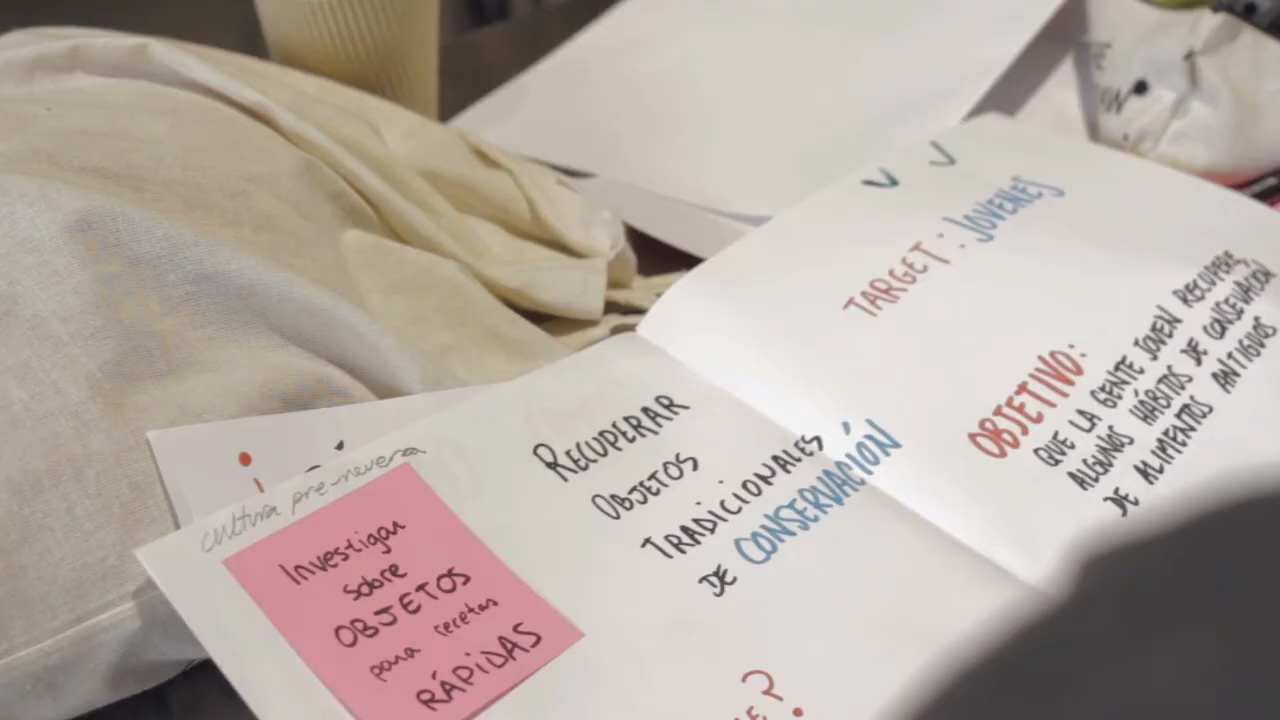 cultura pre-nevera
Investigar
sobre
OBJETOS
para recetas
RÁPIDAS
RECUPERAR
OBJETOS
TRADICIONALES
DE CONSERVACIÓN
TARGET: JOVENES
OBJETIVO:
QUE LA GENTE JOVEN RECUPERE
ALGUNOS HÁBITOS DE CONSEVACIÓN
DE ALIMENTOS ANTIGUOS